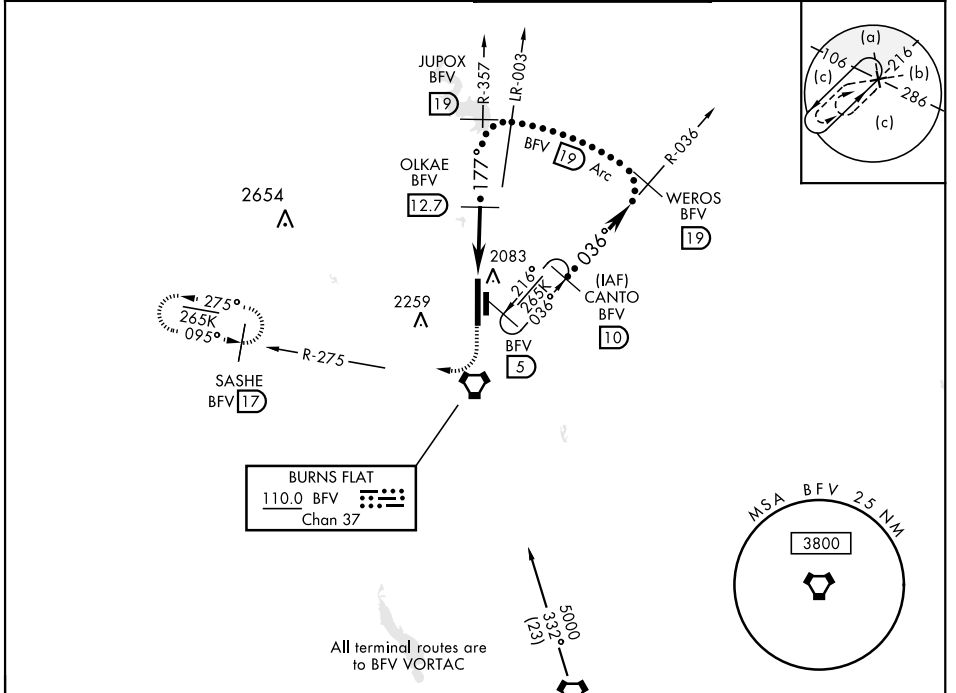 JUPOX
BFV
19
R-357
LR-003
(a)
106
216
(c)
(b)
286
(c)
BFV 19 Arc
R-036
OLKAE
BFV
12.7
177°
WEROS
BFV
19
2654
036°
2083
216°
265K
036°
(IAF)
CANTO
BFV
10
2259
275°
265K
095°
BFV
5
R-275
SASHE
BFV 17
BURNS FLAT
110.0 BFV
Chan 37
MSA BFV 25 NM
3800
5000
332°
(23)
All terminal routes are
to BFV VORTAC